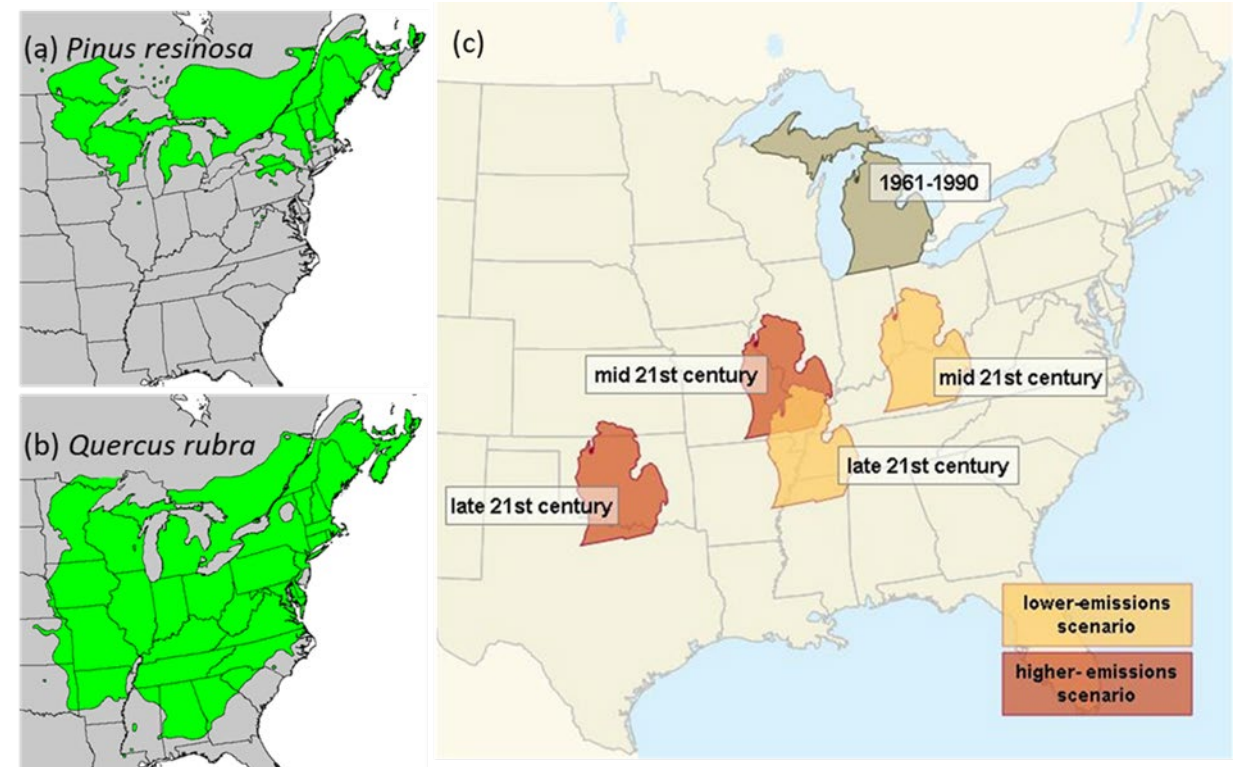 (a) Pinus resinosa
(b) Quercus rubra
(c)
1961-1990
mid 21st century
mid 21st century
late 21st century
late 21st century
lower-emissions
scenario
higher- emissions
scenario